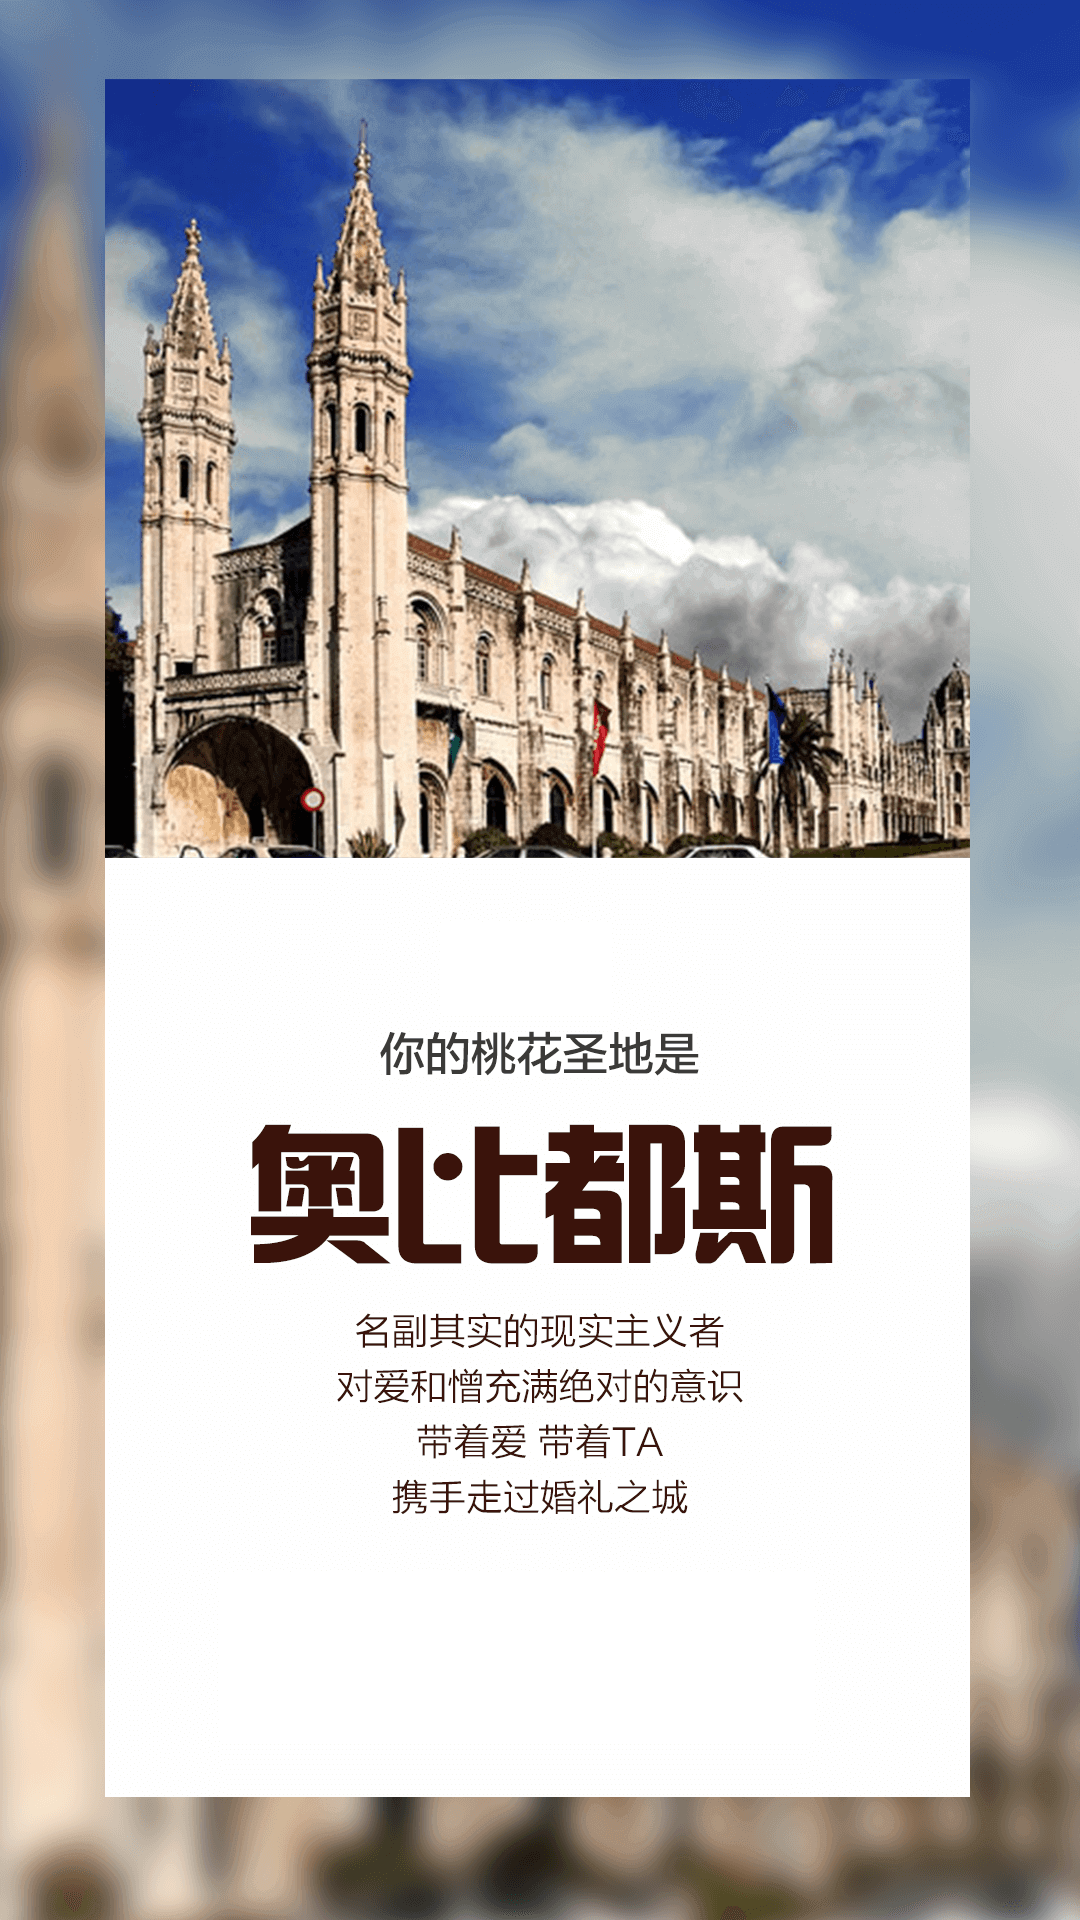 你的桃花圣地是
奥比都斯
名副其实的现实主义者
对爱和憎充满绝对的意识
带着爱 带着TA
携手走过婚礼之城